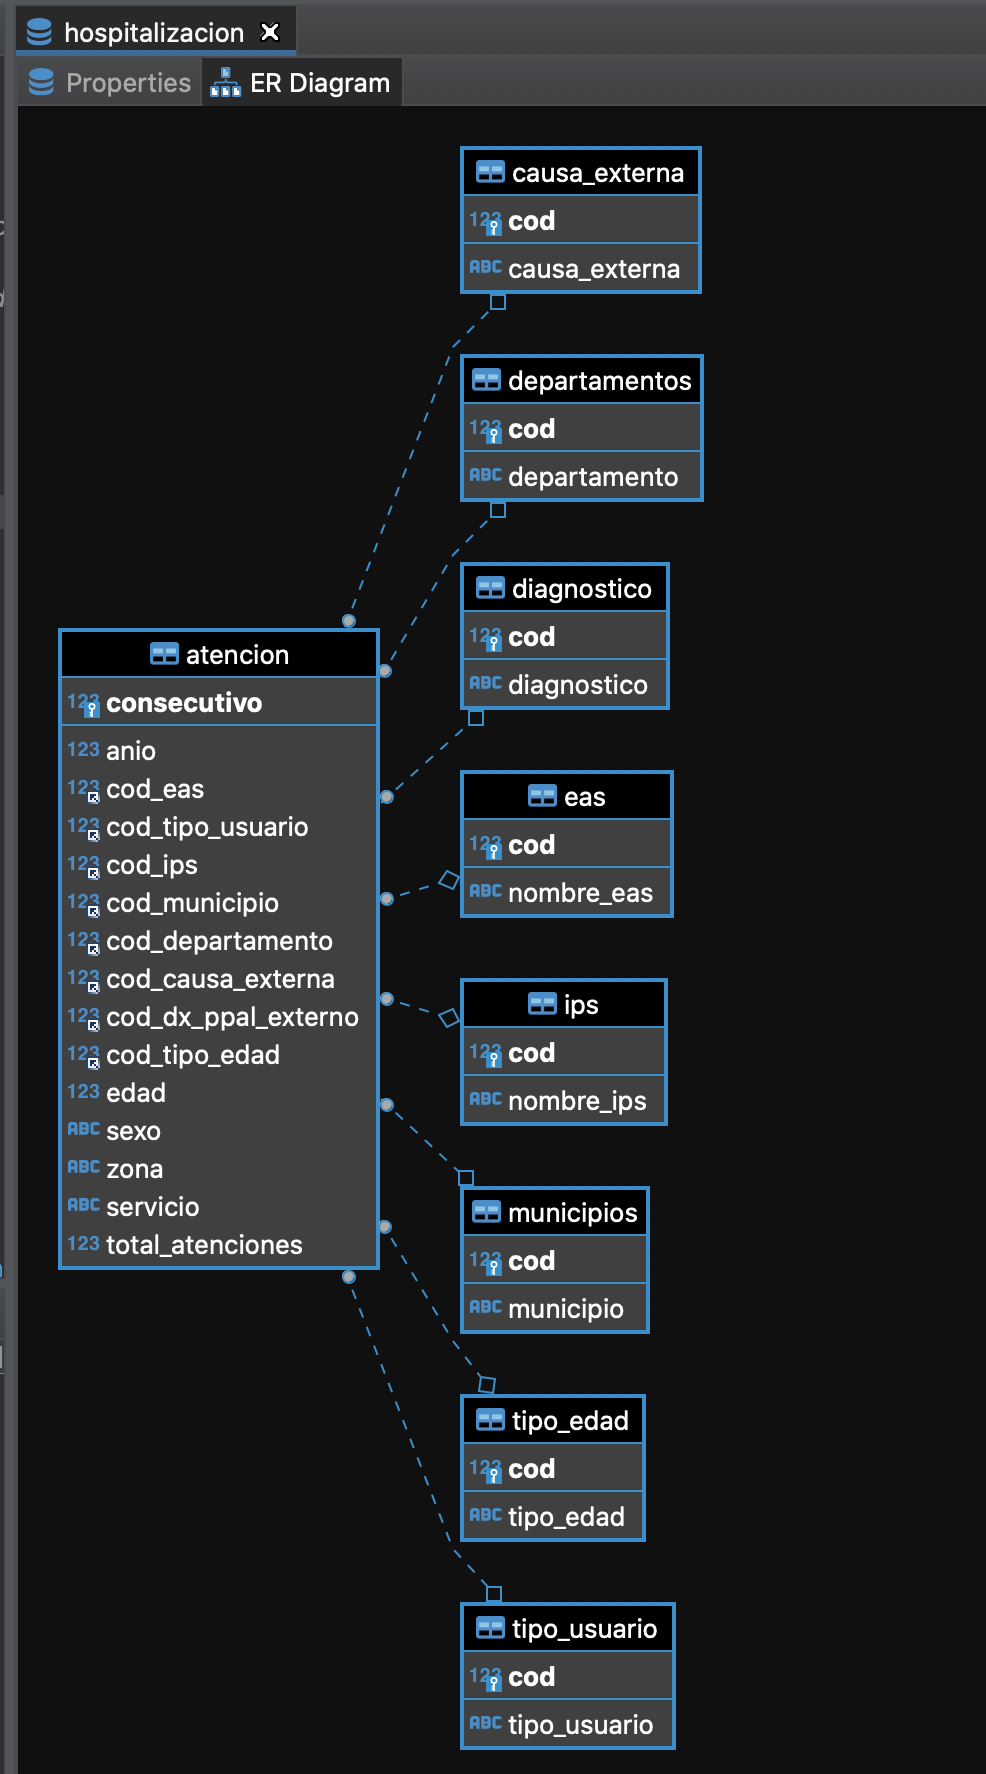 hospitalizacion
Properties
ER Diagram
causa_externa
123 cod
ABC causa_externa
departamentos
123 cod
ABC departamento
diagnostico
123 cod
ABC diagnostico
atencion
123 consecutivo
123 anio
123 cod_eas
123 cod_tipo_usuario
123 cod_ips
123 cod_municipio
123 cod_departamento
123 cod_causa_externa
123 cod_dx_ppal_externo
123 cod_tipo_edad
123 edad
ABC sexo
ABC zona
ABC servicio
123 total_atenciones
eas
123 cod
ABC nombre_eas
ips
123 cod
ABC nombre_ips
municipios
123 cod
ABC municipio
tipo_edad
123 cod
ABC tipo_edad
tipo_usuario
123 cod
ABC tipo_usuario